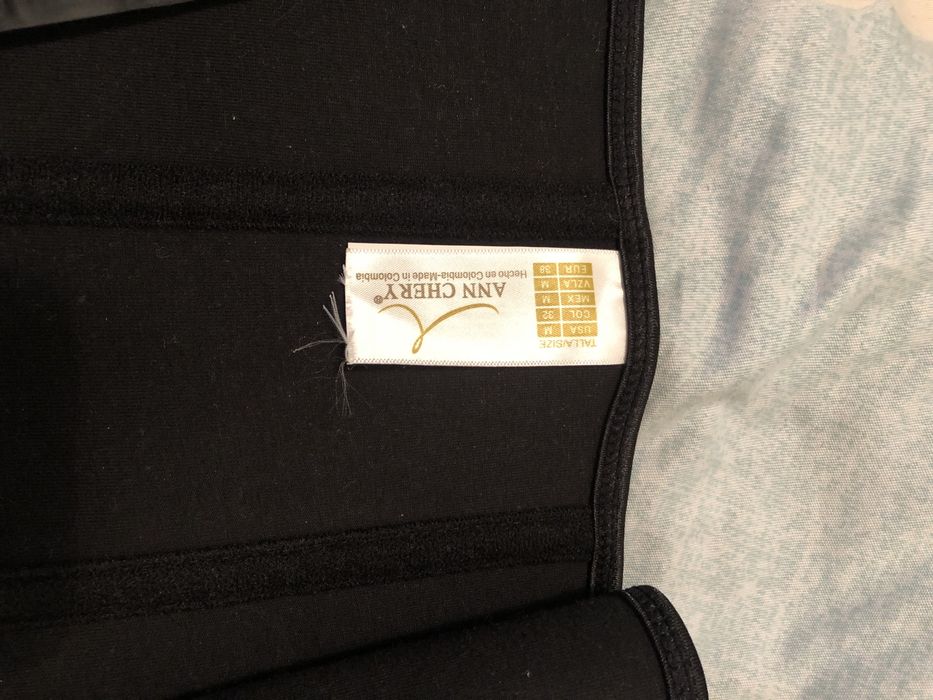 TALLA/SIZE
USA M
COL 32
MEX M
VZLA M
EUR 38
ANN CHERY®
Hecho en Colombia-Made in Colombia